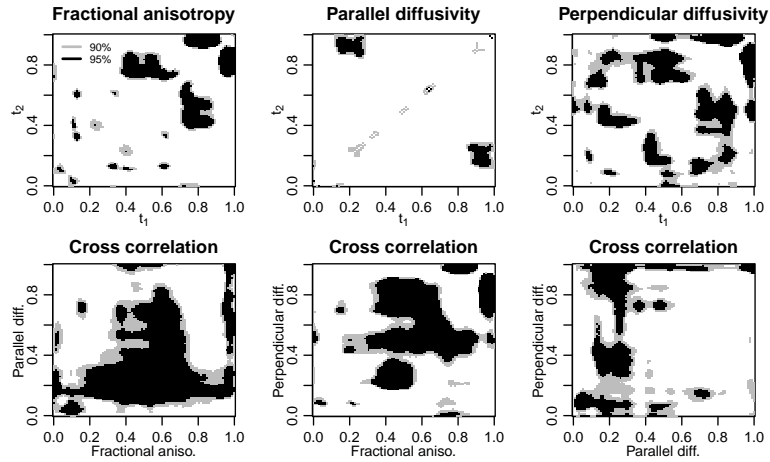 Fractional anisotropy
Parallel diffusivity
Perpendicular diffusivity
90%
95%
t2
0.0 0.4 0.8
0.0 0.2 0.4 0.6 0.8 1.0
t1
t2
0.0 0.4 0.8
0.0 0.2 0.4 0.6 0.8 1.0
t1
t2
0.0 0.4 0.8
0.0 0.2 0.4 0.6 0.8 1.0
t1
Cross correlation
Cross correlation
Cross correlation
Parallel diff.
0.0 0.4 0.8
0.0 0.2 0.4 0.6 0.8 1.0
Fractional aniso.
Perpendicular diff.
0.0 0.4 0.8
0.0 0.2 0.4 0.6 0.8 1.0
Fractional aniso.
Perpendicular diff.
0.0 0.4 0.8
0.0 0.2 0.4 0.6 0.8 1.0
Parallel diff.